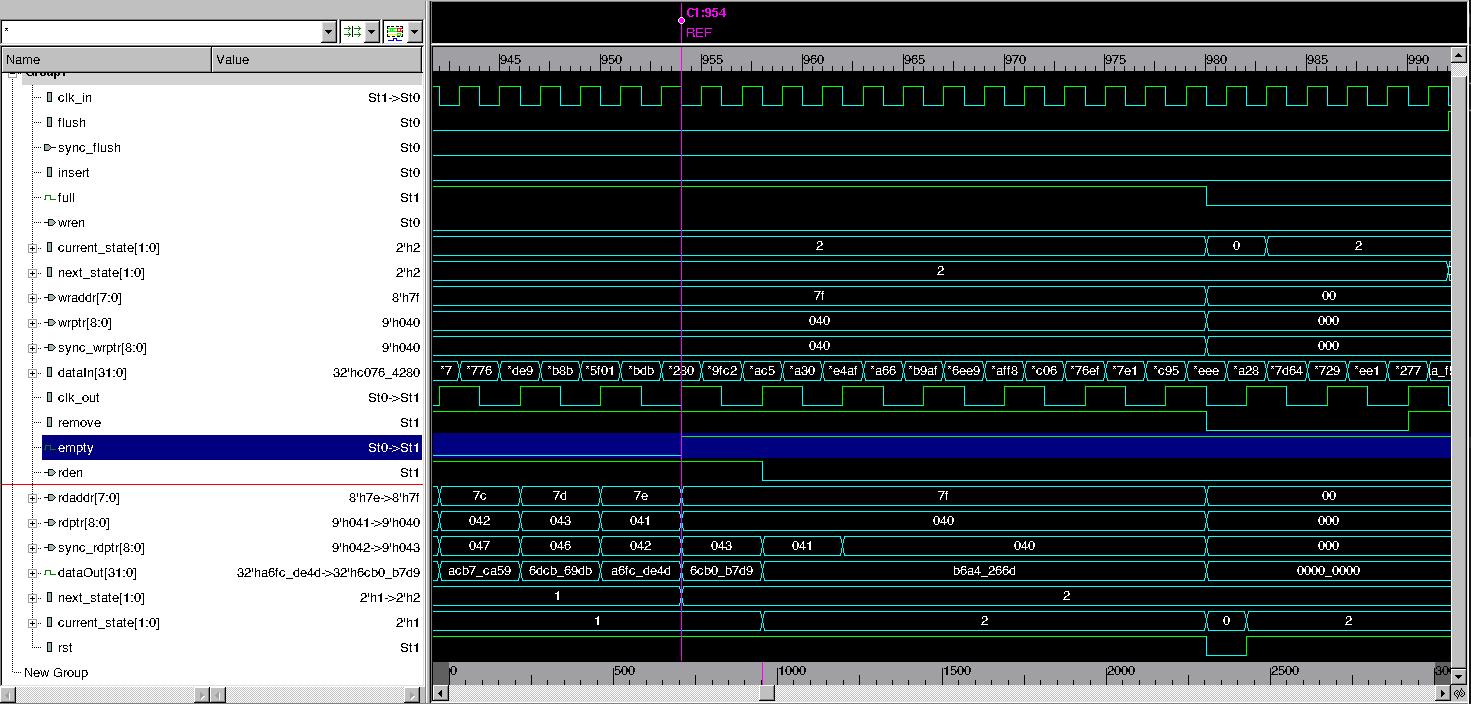 C1:954
REF
*
Name Value
945 950 955 960 965 970 975 980 985 990
Group1
clk_in St1->St0
flush St0
sync_flush St0
insert St0
full St1
wren St0
current_state[1:0] 2'h2 2 0 2
next_state[1:0] 2'h2 2
wraddr[7:0] 8'h7f 7f 00
wrptr[8:0] 9'h040 040 000
sync_wrptr[8:0] 9'h040 040 000
dataIn[31:0] 32'hc076_4280 *7 *776 *de9 *b8b *5f01 *bdb *280 *9fc2 *ac5 *a30 *e4af *a66 *b9af *6ee9 *aff8 *c06 *76ef *7e1 *c95 *eee *a28 *7d64 *729 *ee1 *277
clk_out St0->St1
remove St1
empty St0->St1
rden St1
rdaddr[7:0] 8'h7e->8'h7f 7c 7d 7e 7f 00
rdptr[8:0] 9'h041->9'h040 042 043 041 040 000
sync_rdptr[8:0] 9'h042->9'h043 047 046 042 043 041 040 000
dataOut[31:0] 32'ha6fc_de4d->32'h6cb0_b7d9 acb7_ca59 6dcb_69db a6fc_de4d 6cb0_b7d9 b6a4_266d 0000_0000
next_state[1:0] 2'h1->2'h2 1 2
current_state[1:0] 2'h1 1 2 0 2
rst St1
New Group
0 500 1000 1500 2000 2500